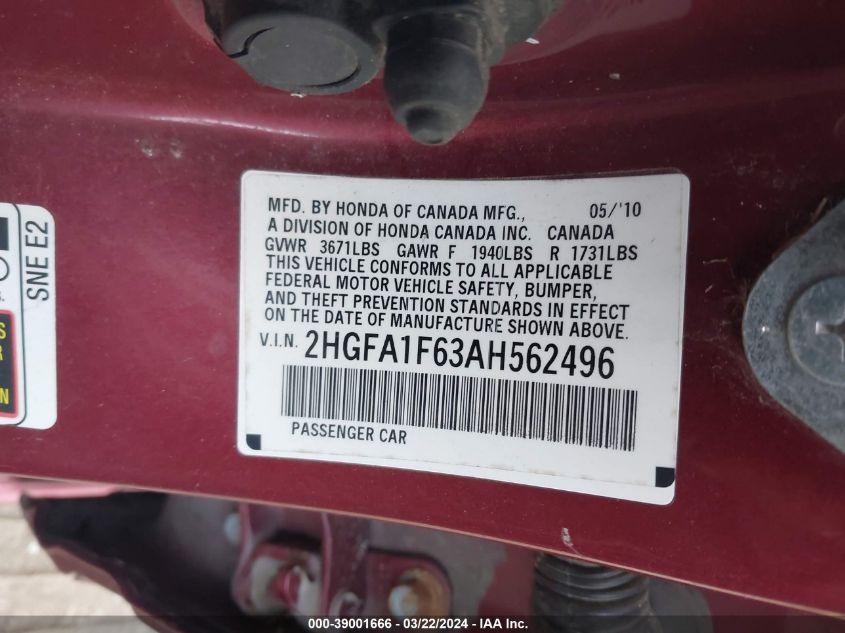 MFD. BY HONDA OF CANADA MFG., 05/'10
A DIVISION OF HONDA CANADA INC. CANADA
GVWR 3671LBS GAWR F 1940LBS R 1731LBS
THIS VEHICLE CONFORMS TO ALL APPLICABLE
FEDERAL MOTOR VEHICLE SAFETY, BUMPER,
AND THEFT PREVENTION STANDARDS IN EFFECT
ON THE DATE OF MANUFACTURE SHOWN ABOVE.
V.I.N. 2HGFA1F63AH562496
PASSENGER CAR
SNE E2
000-39001666 - 03/22/2024 - IAAI Inc.